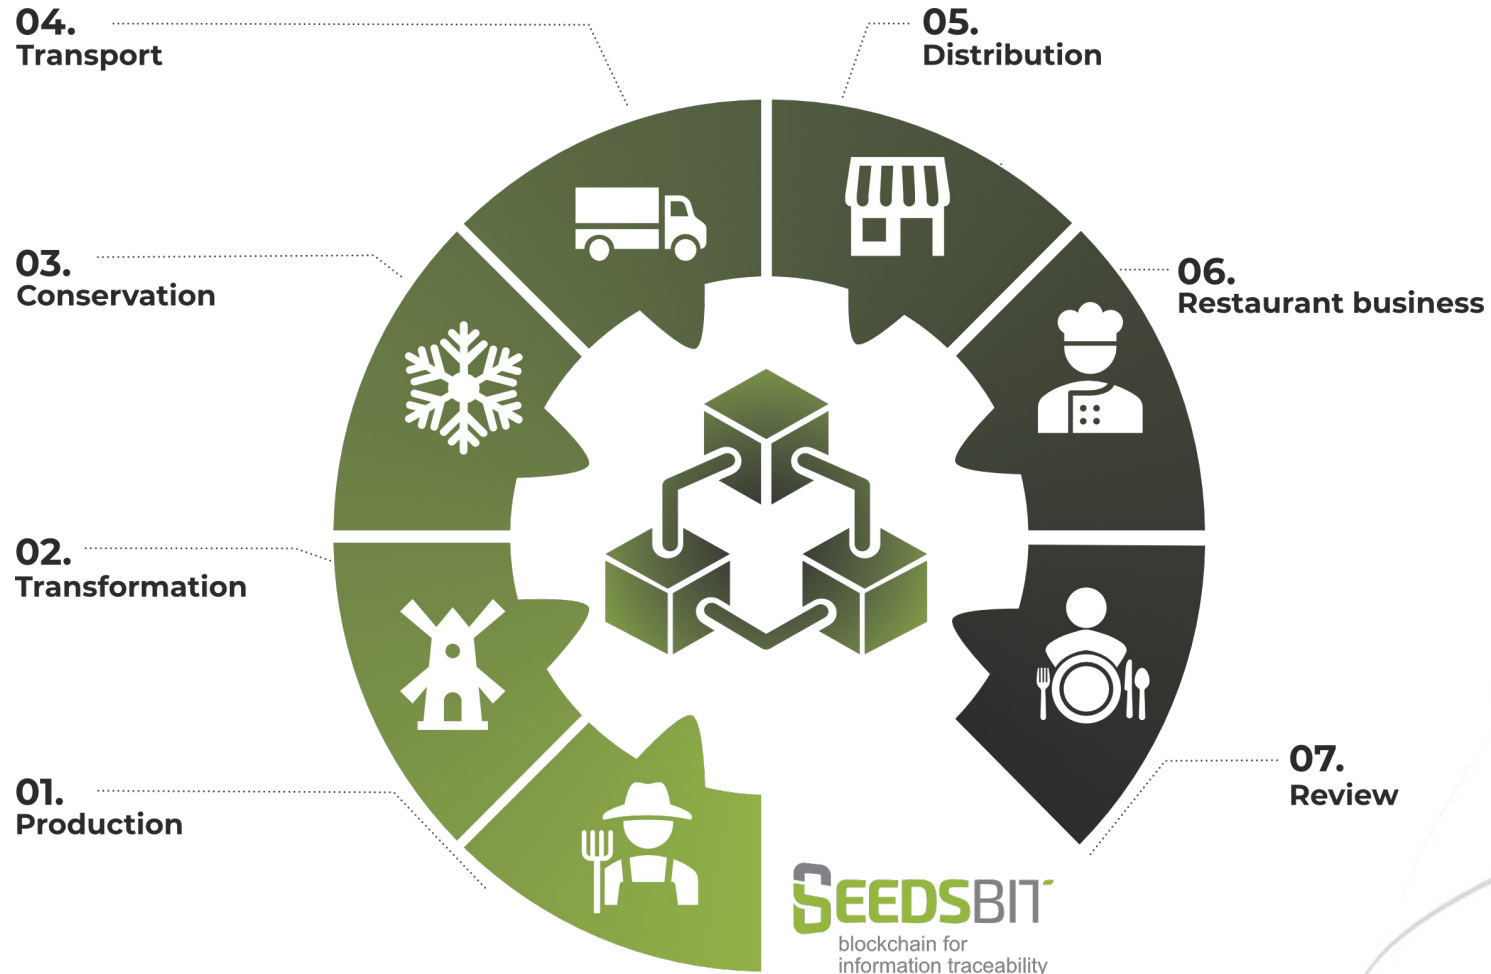 04.
Transport
05.
Distribution
03.
Conservation
06.
Restaurant business
02.
Transformation
01.
Production
07.
Review
SEEDSBIT
blockchain for
information traceability